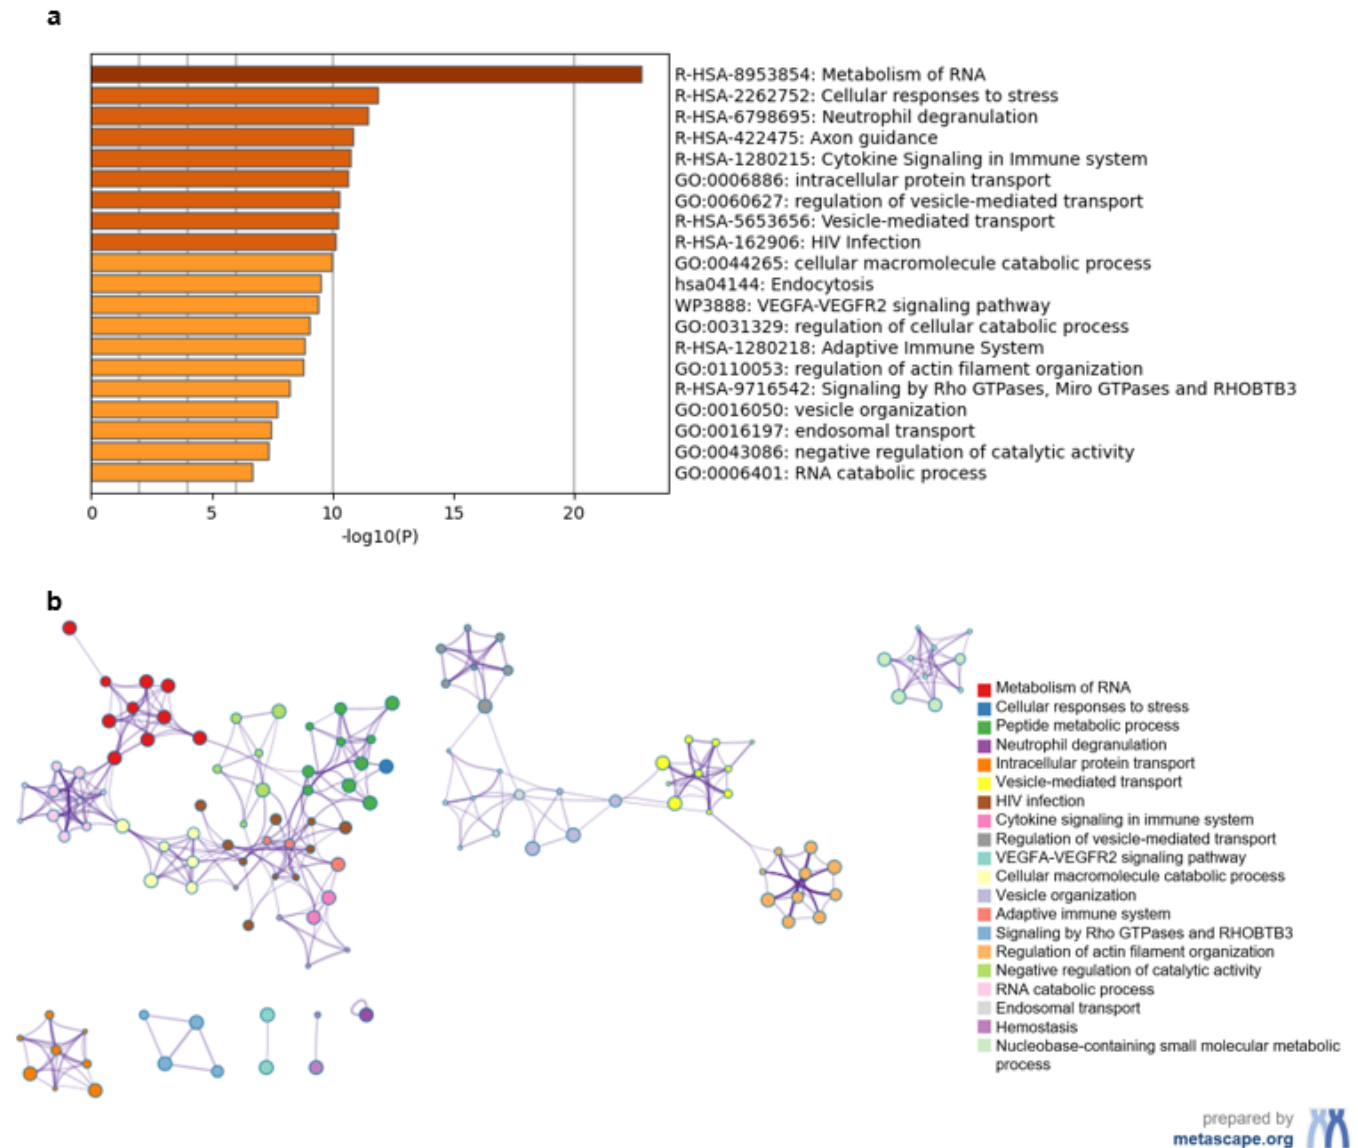 a
R-HSA-8953854: Metabolism of RNA
R-HSA-2262752: Cellular responses to stress
R-HSA-6798695: Neutrophil degranulation
R-HSA-422475: Axon guidance
R-HSA-1280215: Cytokine Signaling in Immune system
GO:0006886: intracellular protein transport
GO:0060627: regulation of vesicle-mediated transport
R-HSA-5653656: Vesicle-mediated transport
R-HSA-162906: HIV Infection
GO:0044265: cellular macromolecule catabolic process
hsa04144: Endocytosis
WP3888: VEGFA-VEGFR2 signaling pathway
GO:0031329: regulation of cellular catabolic process
R-HSA-1280218: Adaptive Immune System
GO:0110053: regulation of actin filament organization
R-HSA-9716542: Signaling by Rho GTPases, Miro GTPases and RHOBTB3
GO:0016050: vesicle organization
GO:0016197: endosomal transport
GO:0043086: negative regulation of catalytic activity
GO:0006401: RNA catabolic process
0 5 10 15 20
-log10(P)
b
Metabolism of RNA
Cellular responses to stress
Peptide metabolic process
Neutrophil degranulation
Intracellular protein transport
Vesicle-mediated transport
HIV infection
Cytokine signaling in immune system
Regulation of vesicle-mediated transport
VEGFA-VEGFR2 signaling pathway
Cellular macromolecule catabolic process
Vesicle organization
Adaptive immune system
Signaling by Rho GTPases and RHOBTB3
Regulation of actin filament organization
Negative regulation of catalytic activity
RNA catabolic process
Endosomal transport
Hemostasis
Nucleobase-containing small molecular metabolic
process
prepared by
metascape.org